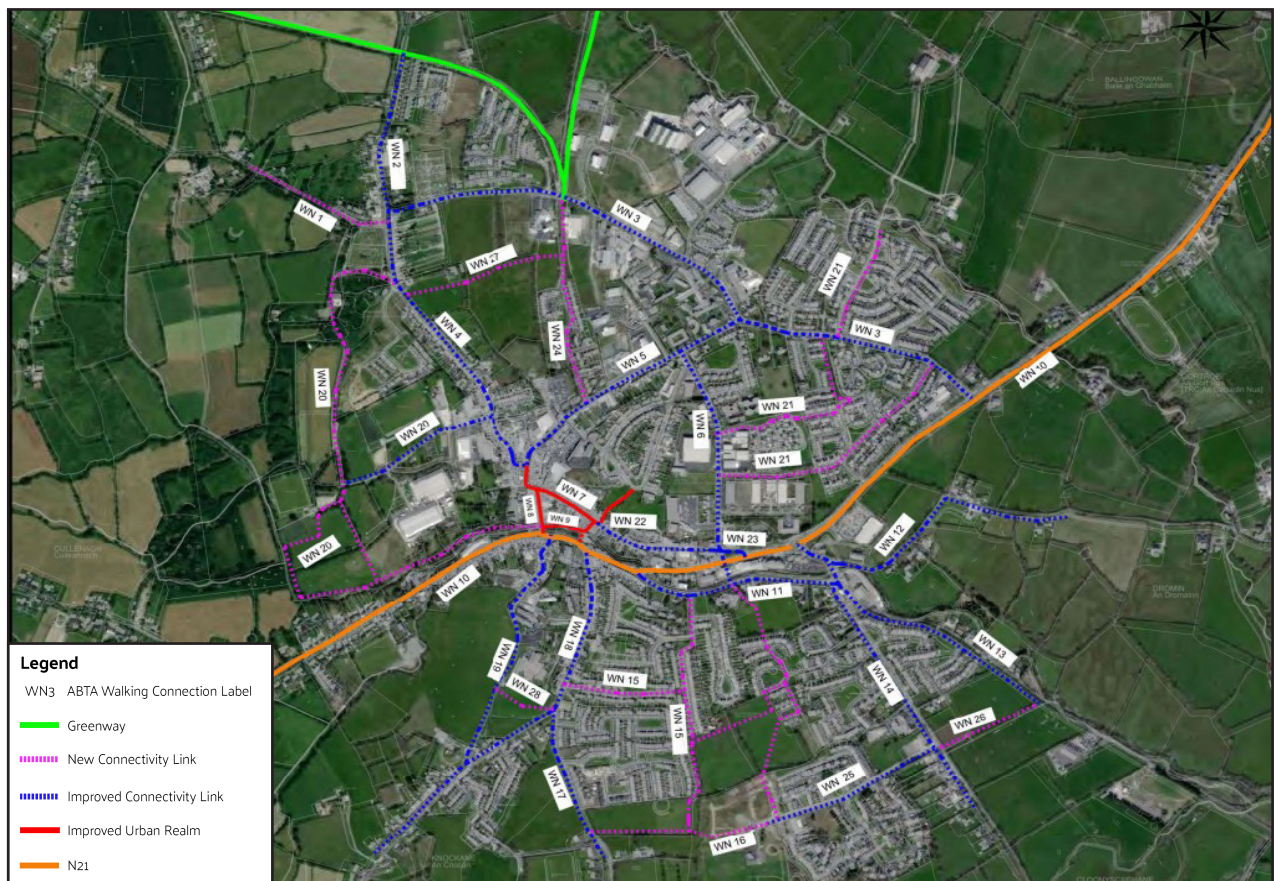 BALLINGOWAN
WN 2
WN 1
WN 3
WN 21
WN 27
WN 4
WN 24
WN 3
WN 5
WN 10
WN 20
WN 21
WN 20
WN 6
WN 21
WN 7
WN 8
WN 9
WN 22
WN 12
WN 23
CULLENAGH
WN 20
WN 10
WN 11
DROMIN
An Dromainn
WN 18
WN 13
WN 19
WN 15
WN 14
WN 28
WN 15
WN 26
WN 17
WN 25
WN 16
KNOCKANE
An Cnocán
Legend
WN3 ABTA Walking Connection Label
Greenway
New Connectivity Link
Improved Connectivity Link
Improved Urban Realm
N21